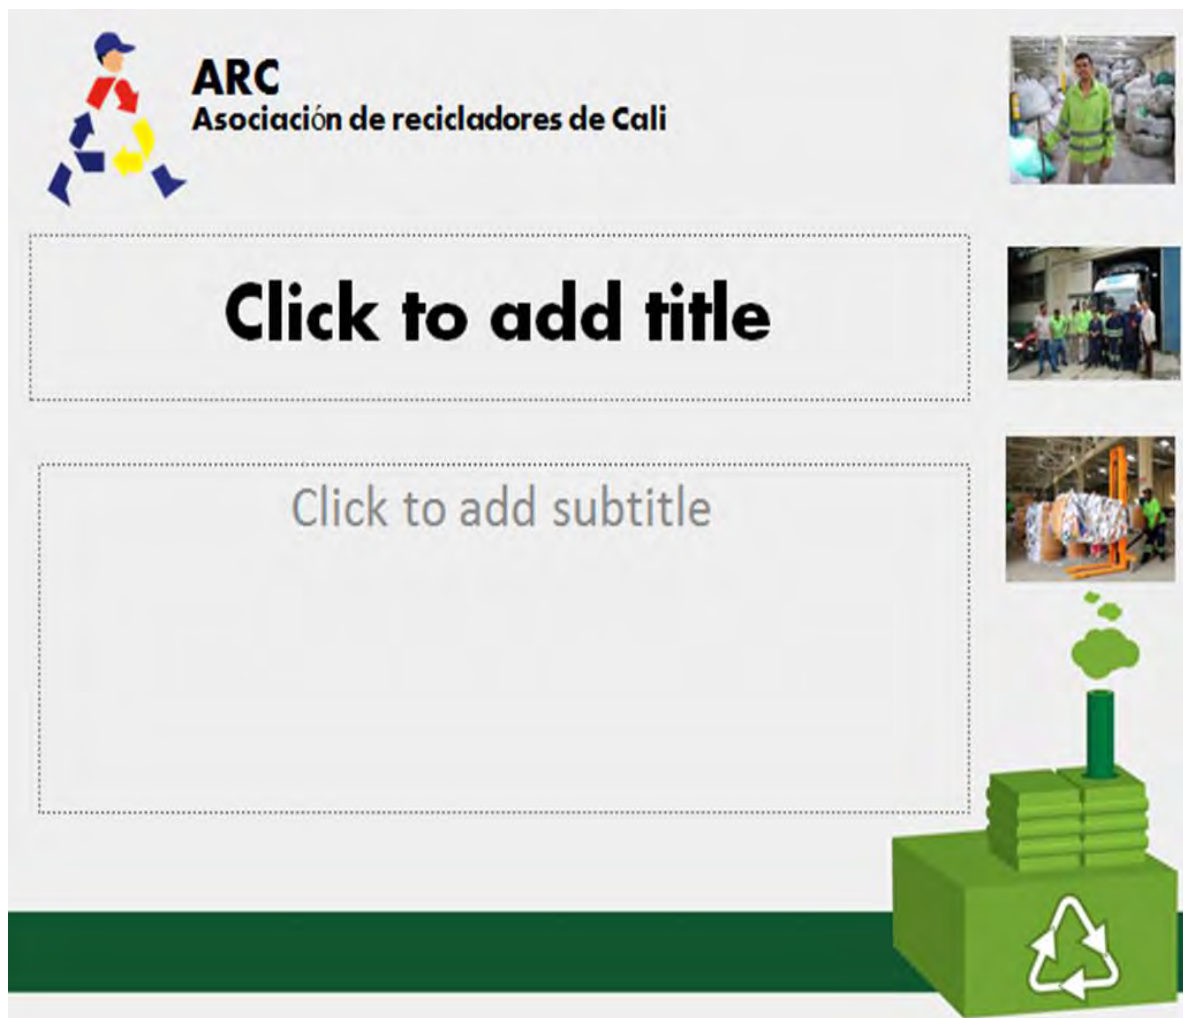 ARC
Asociación de recicladores de Cali
Click to add title
Click to add subtitle